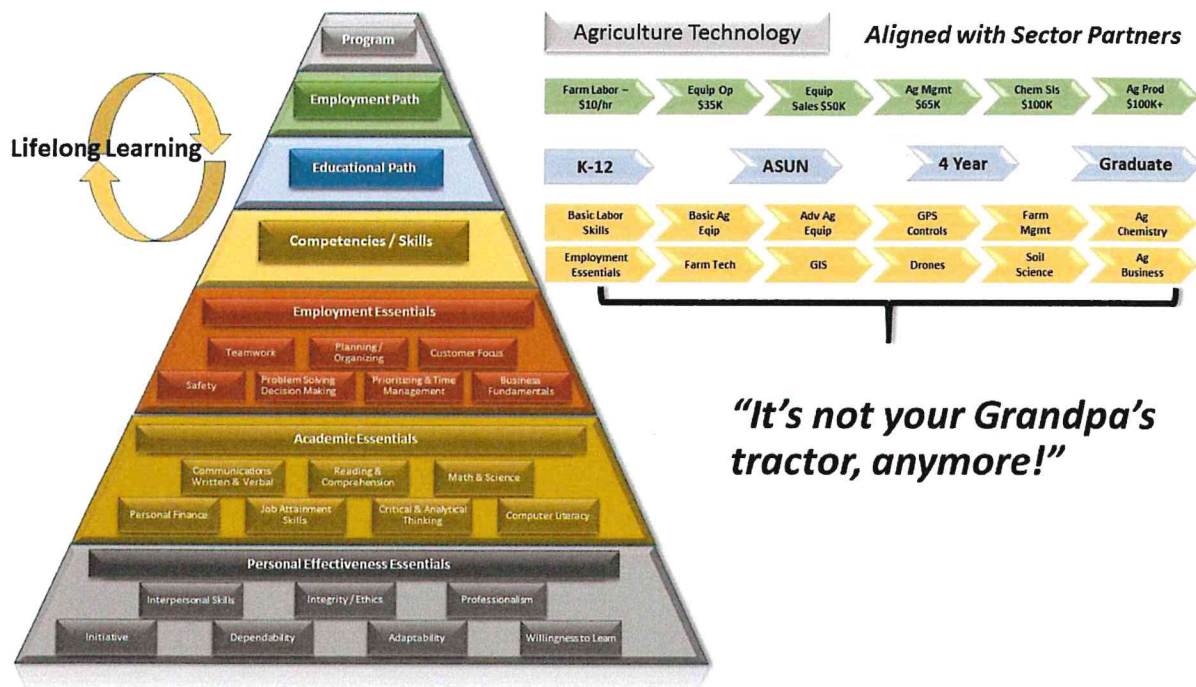 Program
Employment Path
Lifelong Learning
Educational Path
Competencies / Skills
Employment Essentials
Teamwork
Planning /
Organizing
Customer Focus
Safety
Problem Solving
Decision Making
Prioritizing & Time
Management
Business
Fundamentals
Academic Essentials
Communications
Written & Verbal
Reading &
Comprehension
Math & Science
Personal Finance
Job Attainment
Skills
Critical & Analytical
Thinking
Computer Literacy
Personal Effectiveness Essentials
Interpersonal Skills
Integrity / Ethics
Professionalism
Initiative
Dependability
Adaptability
Willingness to Learn
Agriculture Technology
Aligned with Sector Partners
Farm Labor –
$10/hr
Equip Op
$35K
Equip
Sales $50K
Ag Mgmt
$65K
Chem Sls
$100K
Ag Prod
$100K+
K-12
ASUN
4 Year
Graduate
Basic Labor
Skills
Basic Ag
Eqip
Adv Ag
Equip
GPS
Controls
Farm
Mgmt
Ag
Chemistry
Employment
Essentials
Farm Tech
GIS
Drones
Soil
Science
Ag
Business
“It’s not your Grandpa’s
tractor, anymore!”